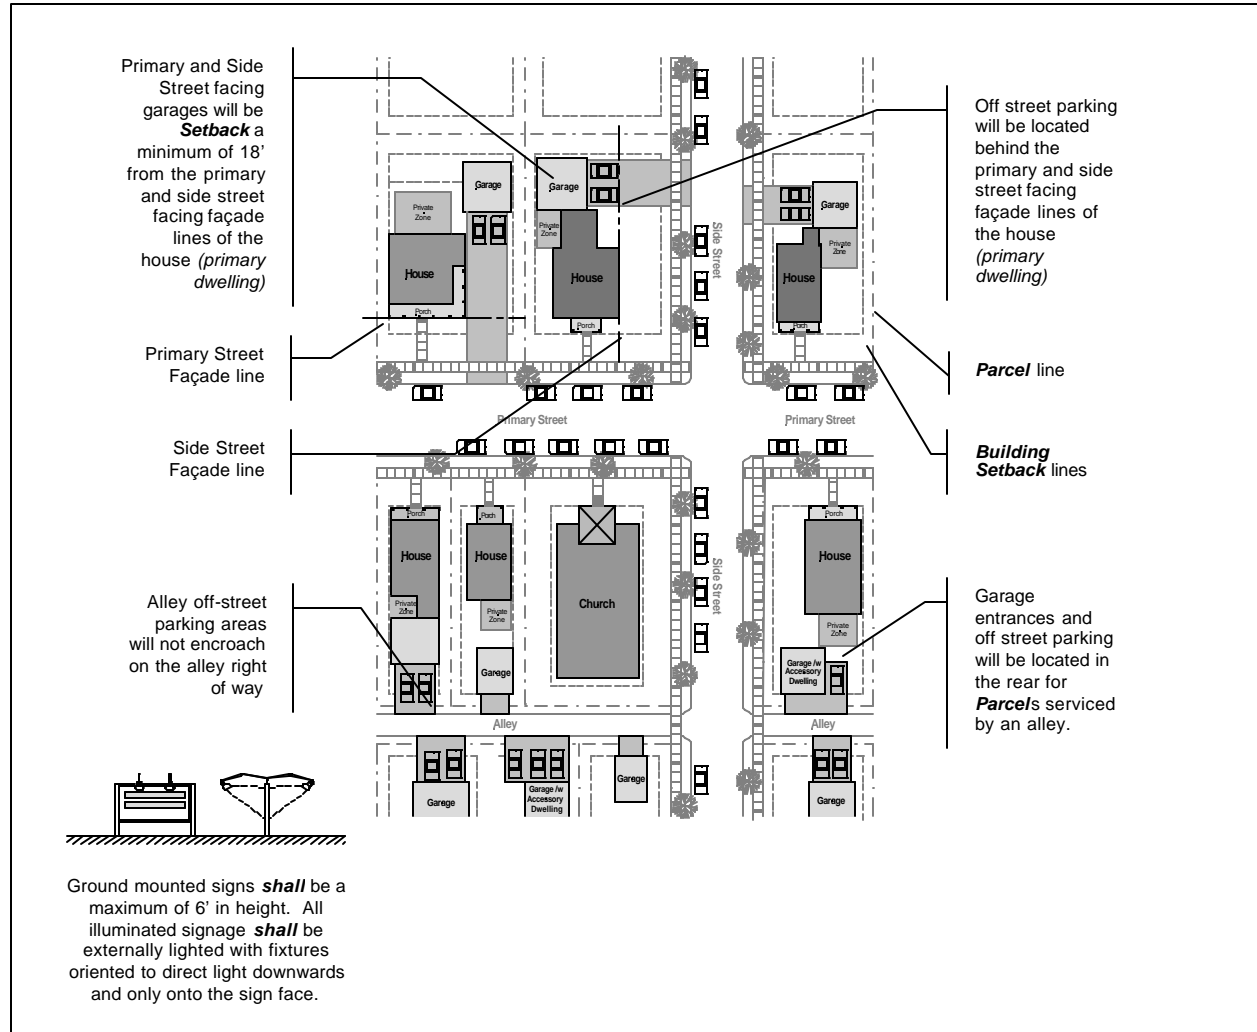 Primary and Side
Street facing
garages will be
Setback a
minimum of 18'
from the primary
and side street
facing façade
lines of the
house (primary
dwelling)
Primary Street
Façade line
Side Street
Façade line
Alley off-street
parking areas
will not encroach
on the alley right
of way
Off street parking
will be located
behind the
primary and side
street facing
façade lines of
the house
(primary
dwelling)
Parcel line
Building
Setback lines
Garage
entrances and
off street parking
will be located in
the rear for
Parcels serviced
by an alley.
Garage
Private
Zone
House
Porch
Garage
Private
Zone
House
Porch
Side Street
Garage
Private
Zone
House
Porch
Primary Street
Primary Street
Porch
House
Private
Zone
Porch
House
Private
Zone
Garage
Church
Side Street
Porch
House
Private
Zone
Garage /w
Accessory
Dwelling
Alley
Alley
Garage
Garage /w
Accessory
Dwelling
Garage
Garage
Ground mounted signs shall be a
maximum of 6' in height. All
illuminated signage shall be
externally lighted with fixtures
oriented to direct light downwards
and only onto the sign face.